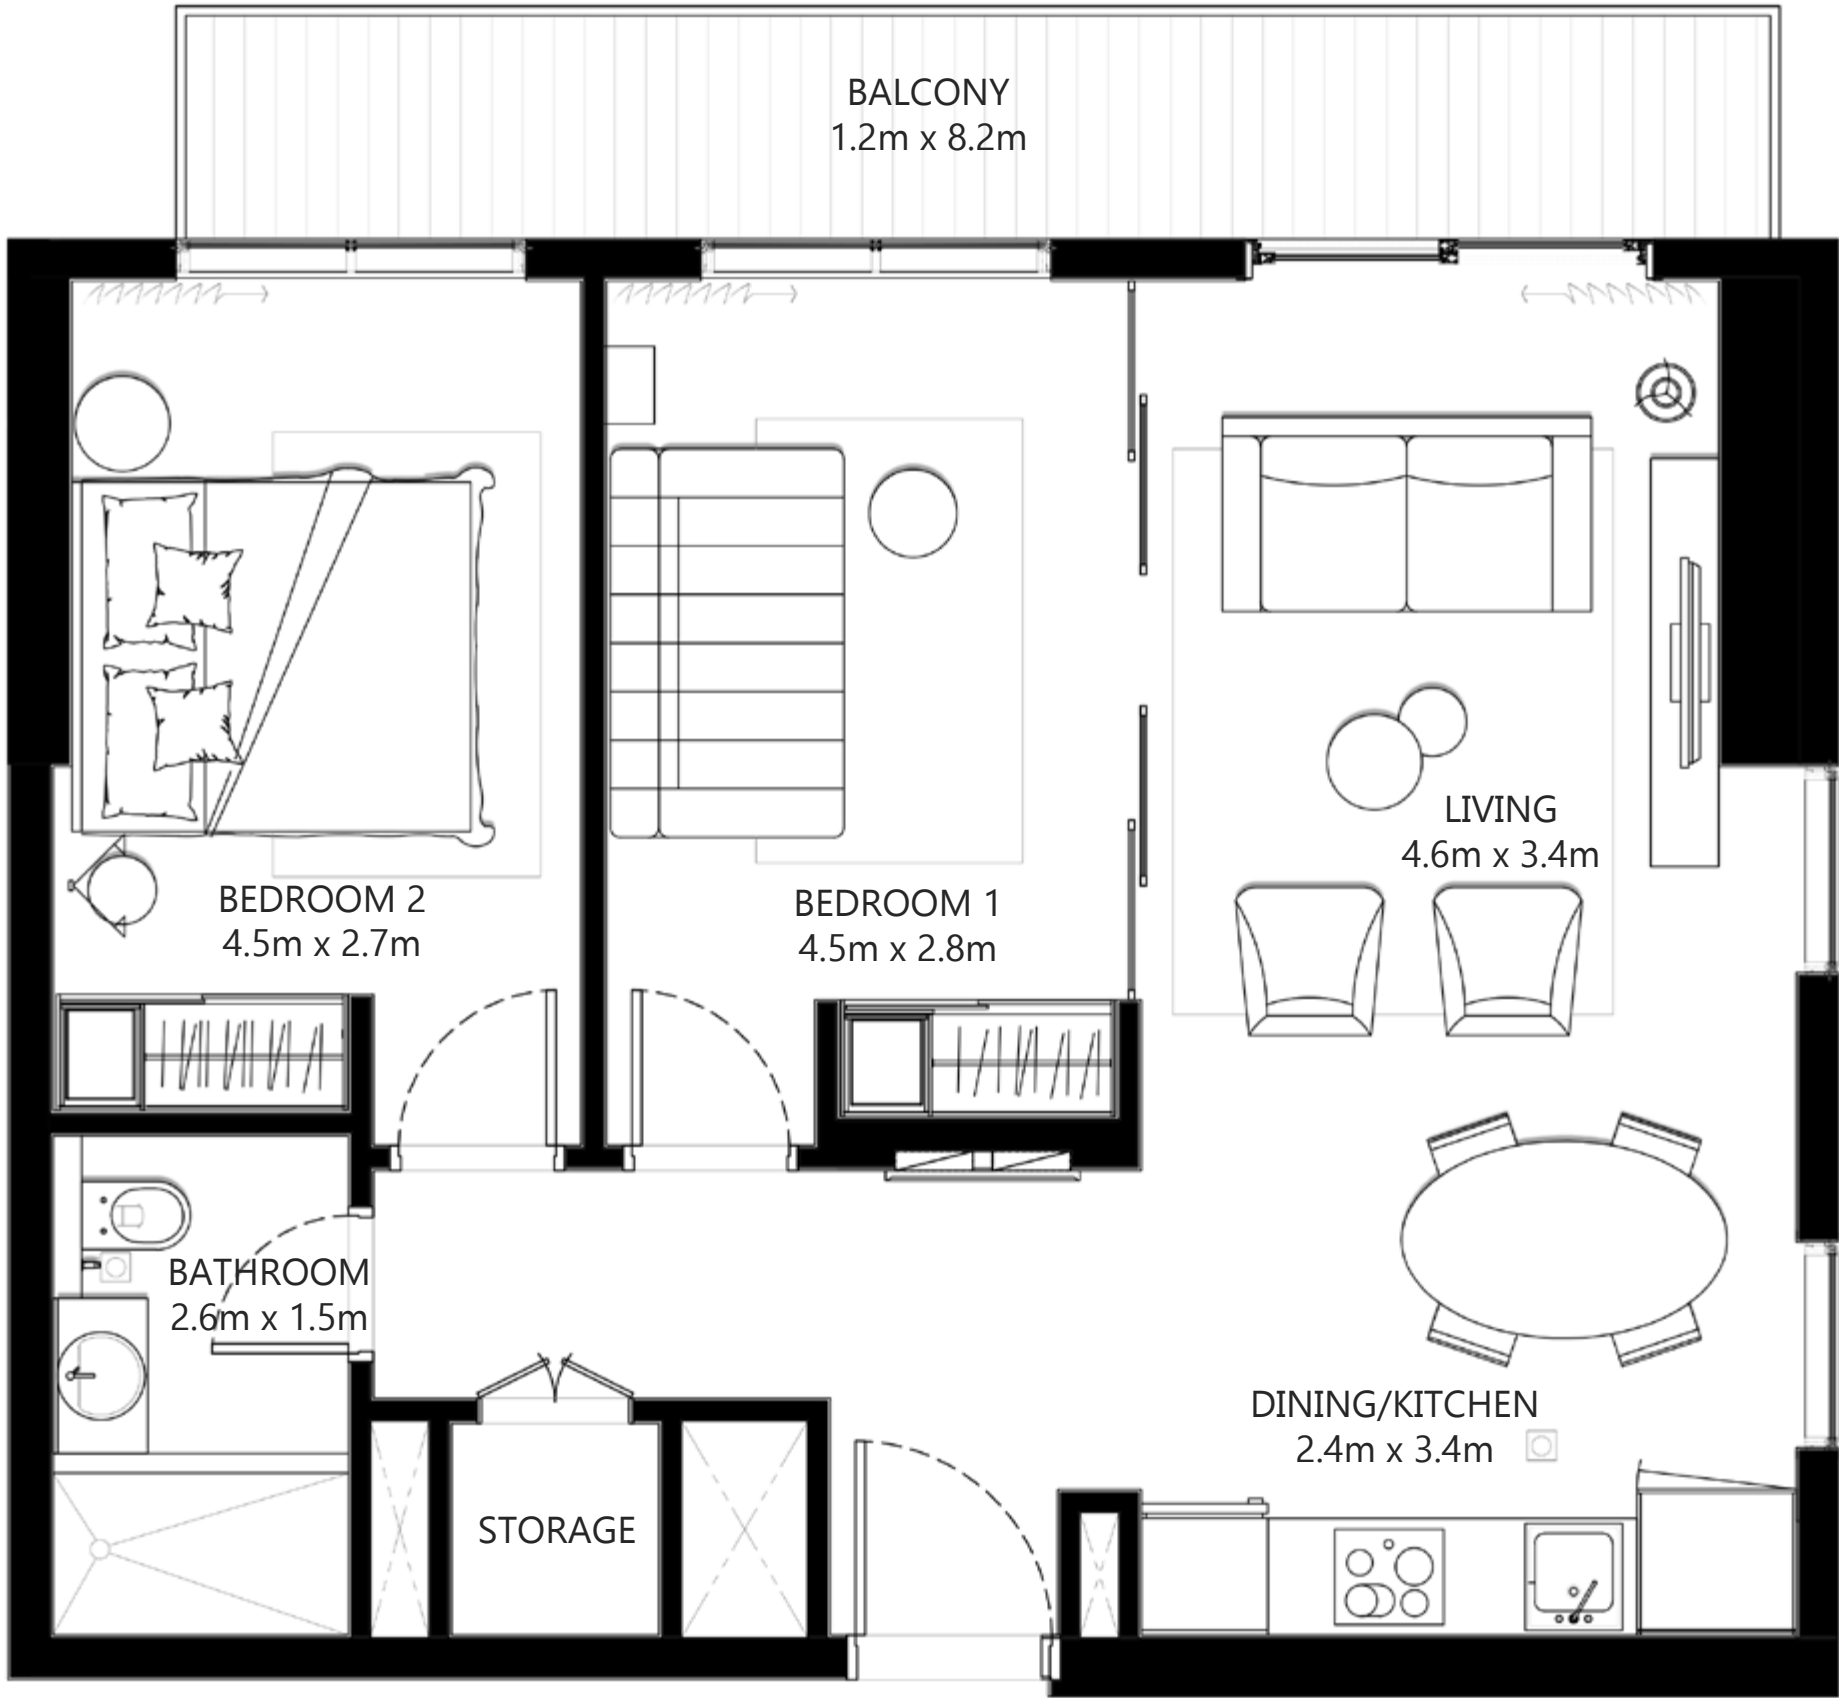 BALCONY
1.2m x 8.2m
LIVING
4.6m x 3.4m
BEDROOM 2
4.5m x 2.7m
BEDROOM 1
4.5m x 2.8m
BATHROOM
2.6m x 1.5m
DINING/KITCHEN
2.4m x 3.4m
STORAGE